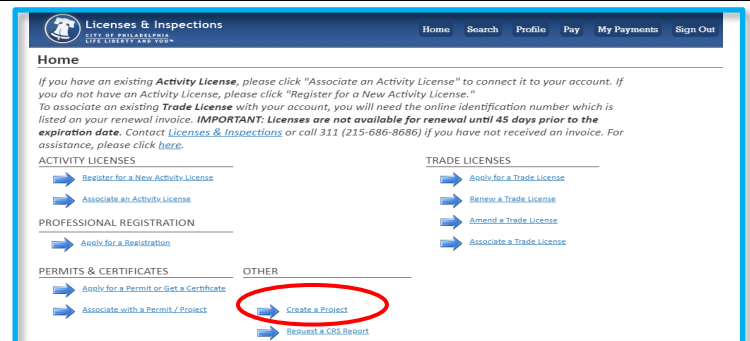 Licenses & Inspections
CITY OF PHILADELPHIA
LIFE LIBERTY AND YOU™
Home Search Profile Pay My Payments Sign Out
Home
If you have an existing Activity License, please click "Associate an Activity License" to connect it to your account. If
you do not have an Activity License, please click "Register for a New Activity License."
To associate an existing Trade License with your account, you will need the online identification number which is
listed on your renewal invoice. IMPORTANT: Licenses are not available for renewal until 45 days prior to the
expiration date. Contact Licenses & Inspections or call 311 (215-686-8686) if you have not received an invoice. For
assistance, please click here.
ACTIVITY LICENSES
Register for a New Activity License
Associate an Activity License
PROFESSIONAL REGISTRATION
Apply for a Registration
TRADE LICENSES
Apply for a Trade License
Renew a Trade License
Amend a Trade License
Associate a Trade License
PERMITS & CERTIFICATES
Apply for a Permit or Get a Certificate
Associate with a Permit / Project
OTHER
Create a Project
Request a CRS Report